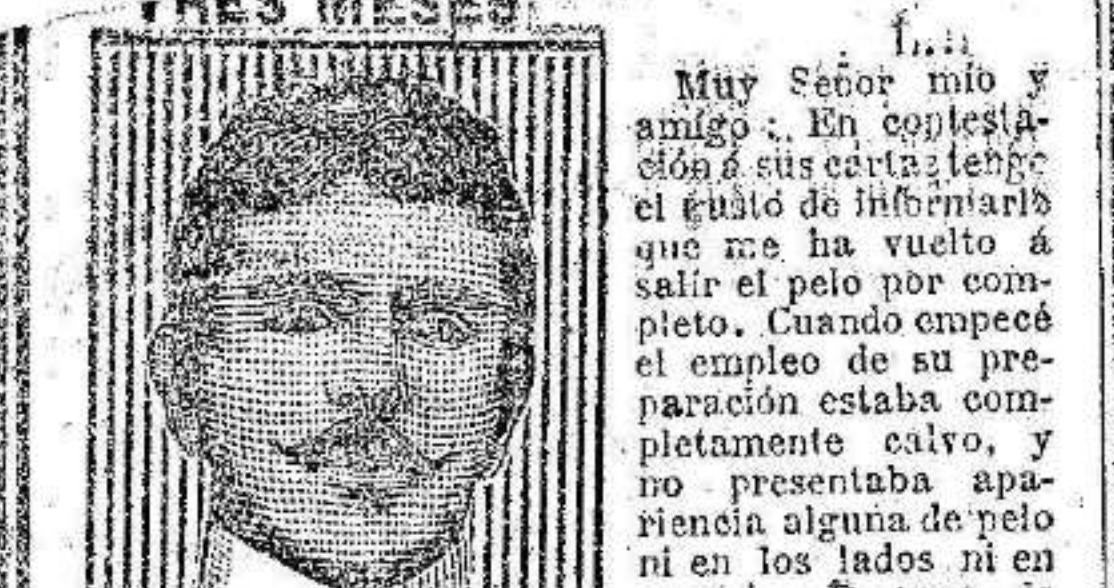 TRES MESES
Muy Señor mío y
amigo:. En contesta-
ción á sus cartas tengo
el gusto de informarlo
que me ha vuelto á
salir el pelo por com-
pleto. Cuando empecé
el empleo de su pre-
paración estaba com-
pletamente calvo, y
no presentaba apa-
riencia alguna de pelo
ni en los lados ni en